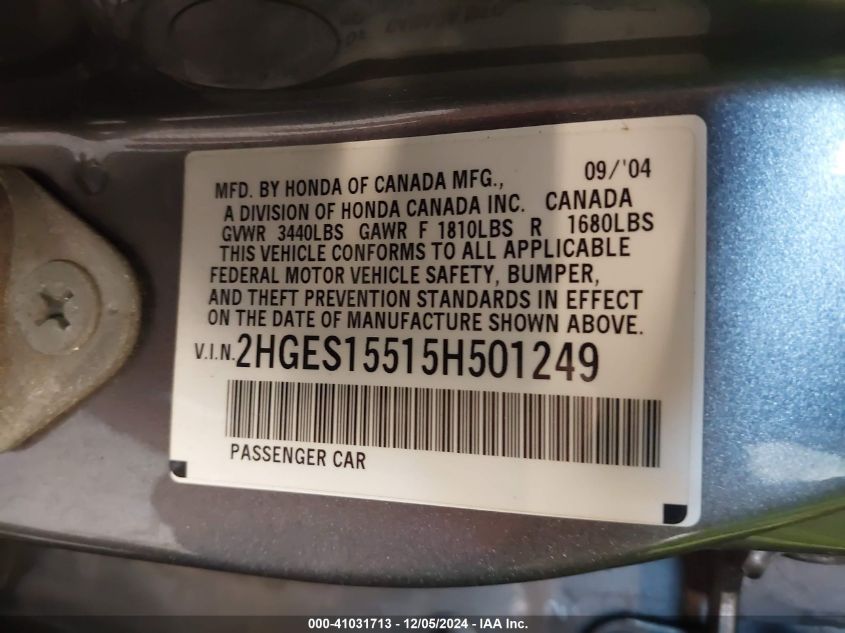 09/'04
MFD. BY HONDA OF CANADA MFG.,
A DIVISION OF HONDA CANADA INC. CANADA
GVWR 3440LBS GAWR F 1810LBS R 1680LBS
THIS VEHICLE CONFORMS TO ALL APPLICABLE
FEDERAL MOTOR VEHICLE SAFETY, BUMPER,
AND THEFT PREVENTION STANDARDS IN EFFECT
ON THE DATE OF MANUFACTURE SHOWN ABOVE.
V.I.N. 2HGES15515H501249
PASSENGER CAR
000-41031713 - 12/05/2024 - IAA Inc.